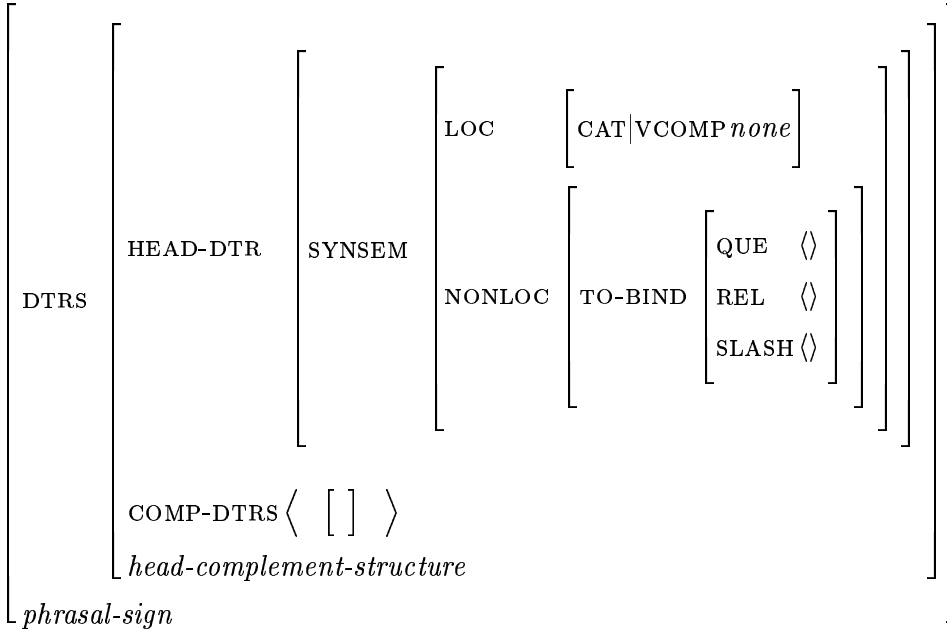 LOC CAT|VCOMP none
HEAD-DTR SYNSEM QUE ⟨⟩
DTRS NONLOC TO-BIND REL ⟨⟩
SLASH ⟨⟩
COMP-DTRS ⟨ [ ] ⟩
head-complement-structure
phrasal-sign